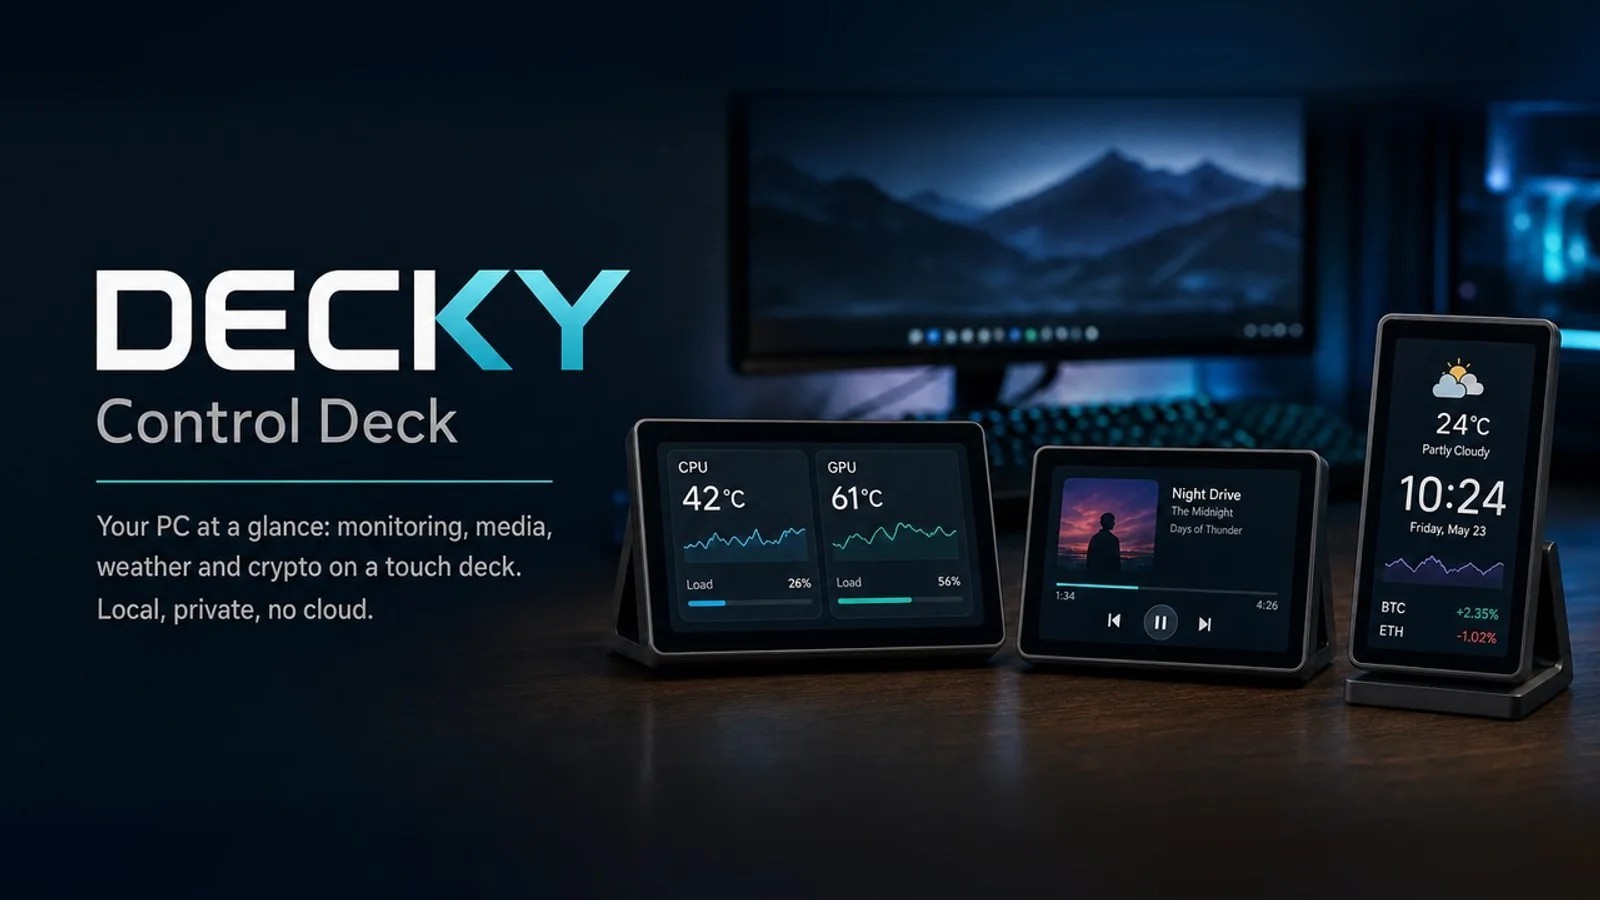 DECKY
Control Deck
Your PC at a glance: monitoring, media,
weather and crypto on a touch deck.
Local, private, no cloud.
CPU
42°C
Load 26%
GPU
61°C
Load 56%
Night Drive
The Midnight
Days of Thunder
1:34
4:26
24°C
Partly Cloudy
10:24
Friday, May 23
BTC +2.35%
ETH -1.02%